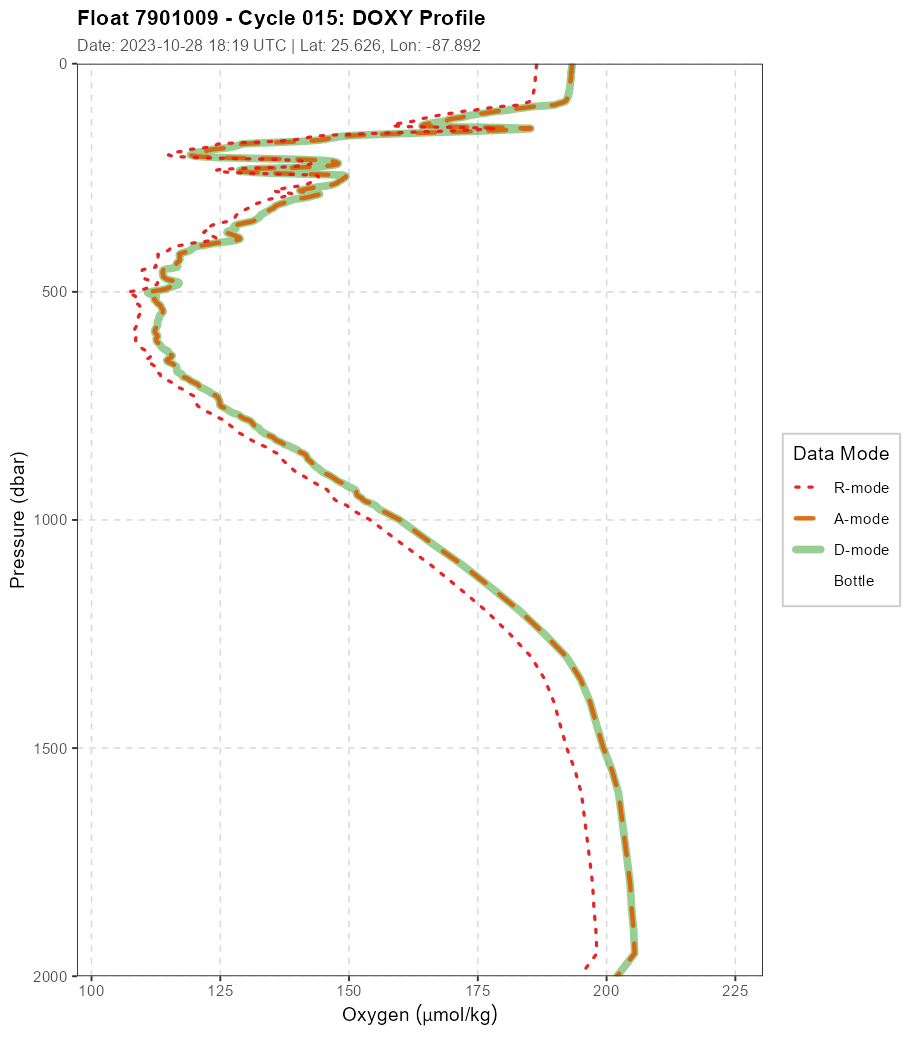 Float 7901009 - Cycle 015: DOXY Profile
Date: 2023-10-28 18:19 UTC | Lat: 25.626, Lon: -87.892
0
500
1000
1500
2000
Pressure (dbar)
100 125 150 175 200 225
Oxygen (μmol/kg)
Data Mode
R-mode
A-mode
D-mode
Bottle